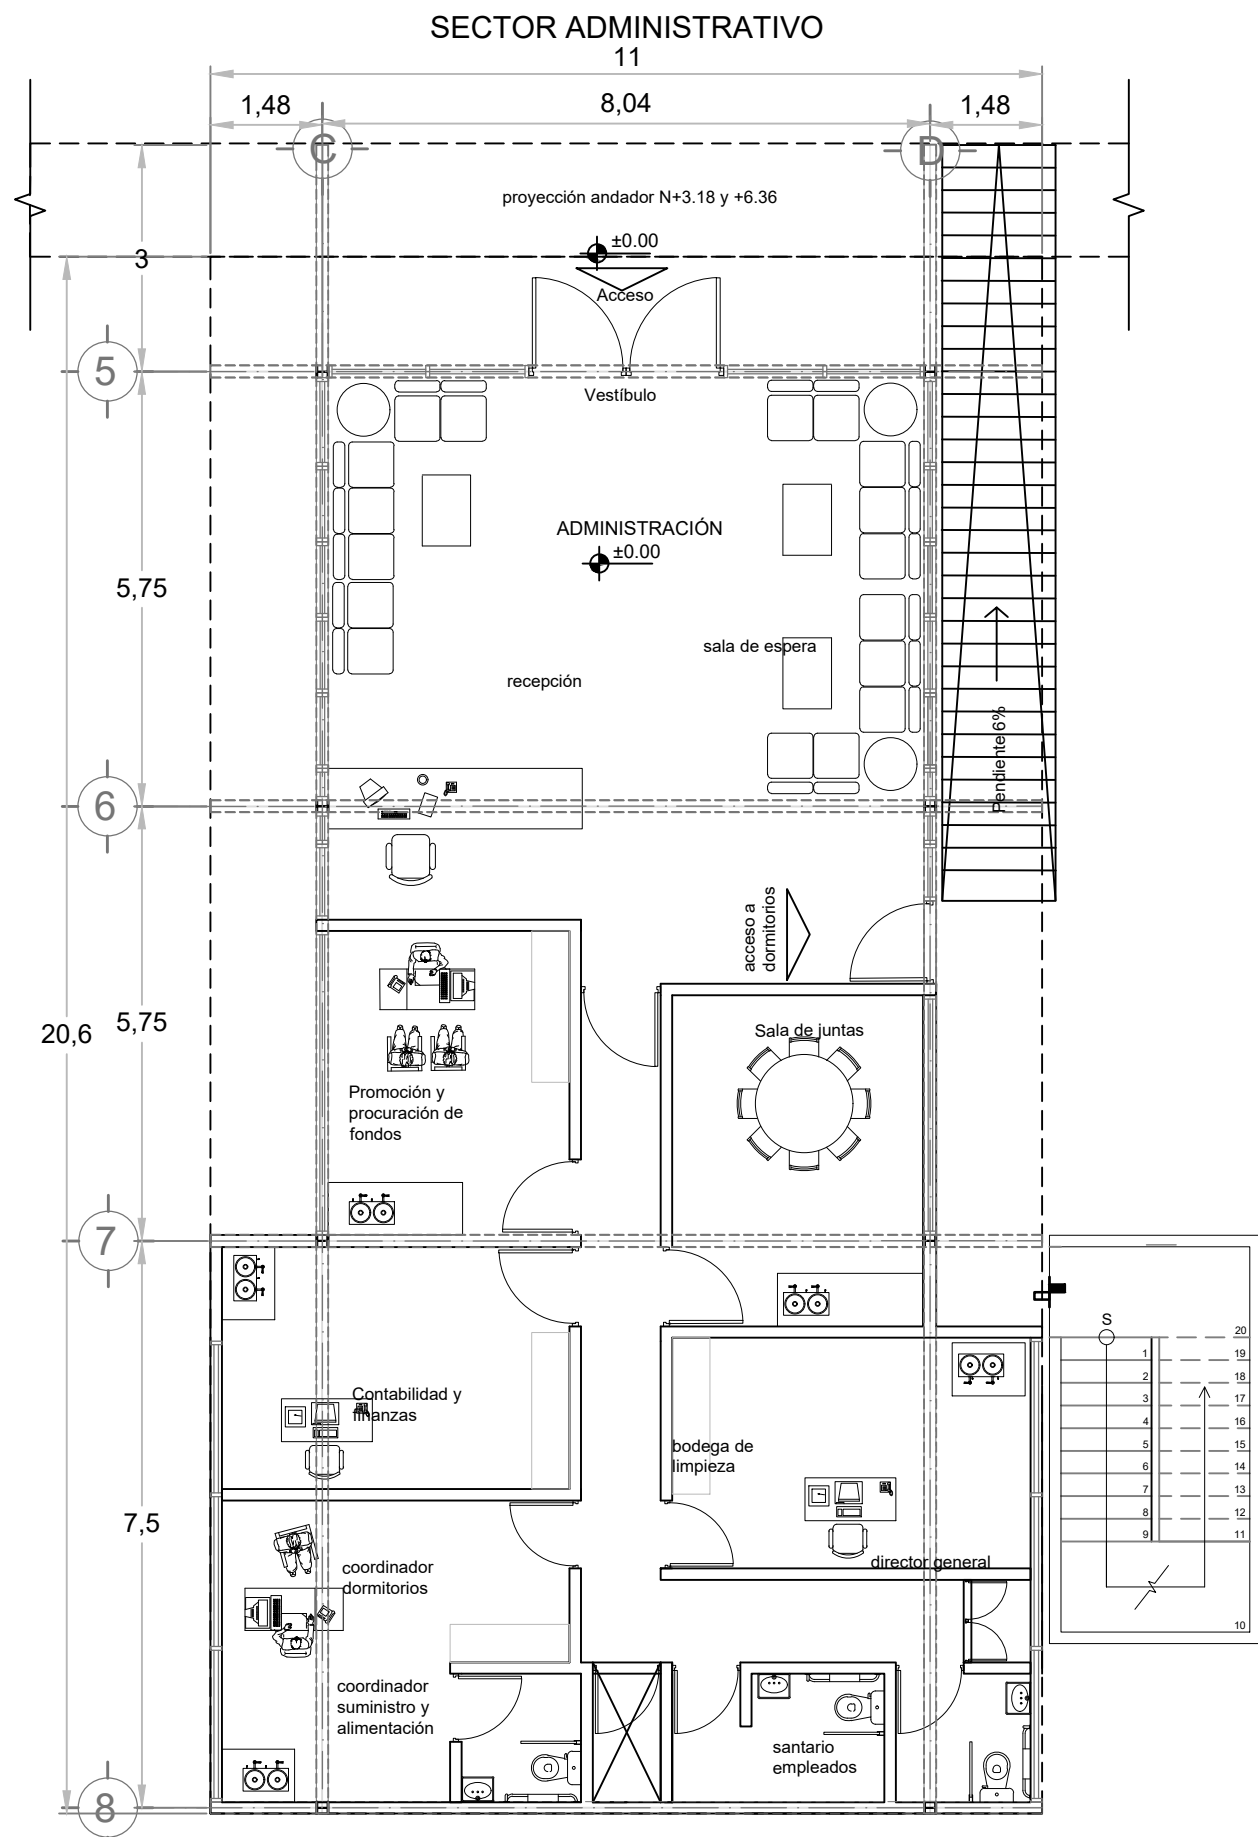 SECTOR ADMINISTRATIVO
11
1,48
8,04
1,48
C
D
proyección andador N+3.18 y +6.36
±0.00
3
Acceso
5
Vestíbulo
ADMINISTRACIÓN
±0.00
5,75
sala de espera
recepción
Pendiente 6%
6
acceso a
dormitorios
20,6
5,75
Sala de juntas
Promoción y
procuración de
fondos
7
S
20
1
19
2
18
3
17
4
16
5
15
6
14
7
13
8
12
9
11
10
Contabilidad y
finanzas
bodega de
limpieza
7,5
director general
coordinador
dormitorios
coordinador
suministro y
alimentación
santario
empleados
8